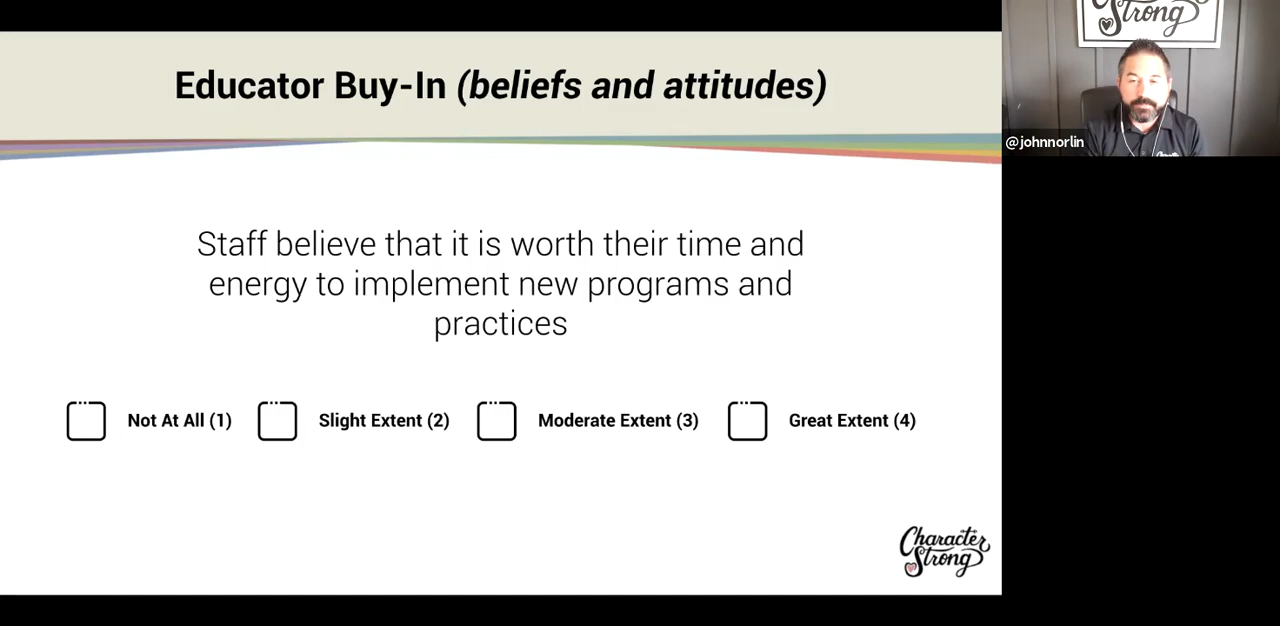 Educator Buy-In (beliefs and attitudes)
Staff believe that it is worth their time and
energy to implement new programs and
practices
Not At All (1) Slight Extent (2) Moderate Extent (3) Great Extent (4)
Character
Strong
Strong
@johnnorlin